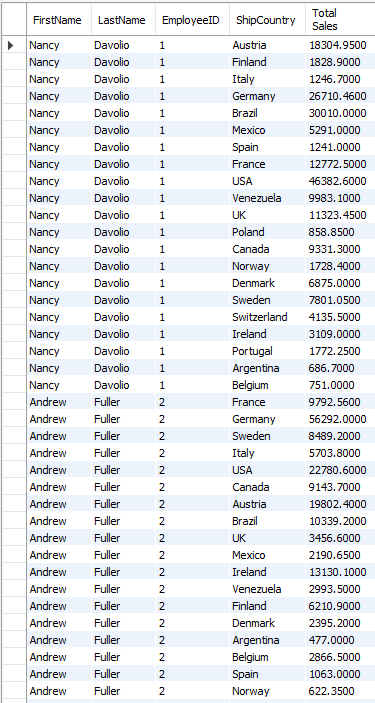 FirstName LastName EmployeeID ShipCountry Total Sales
Nancy Davolio 1 Austria 18304.9500
Nancy Davolio 1 Finland 1828.9000
Nancy Davolio 1 Italy 1246.7000
Nancy Davolio 1 Germany 26710.4600
Nancy Davolio 1 Brazil 30010.0000
Nancy Davolio 1 Mexico 5291.0000
Nancy Davolio 1 Spain 1241.0000
Nancy Davolio 1 France 12772.5000
Nancy Davolio 1 USA 46382.6000
Nancy Davolio 1 Venezuela 9983.1000
Nancy Davolio 1 UK 11323.4500
Nancy Davolio 1 Poland 858.8500
Nancy Davolio 1 Canada 9331.3000
Nancy Davolio 1 Norway 1728.4000
Nancy Davolio 1 Denmark 6875.0000
Nancy Davolio 1 Sweden 7801.0500
Nancy Davolio 1 Switzerland 4135.5000
Nancy Davolio 1 Ireland 3109.0000
Nancy Davolio 1 Portugal 1772.2500
Nancy Davolio 1 Argentina 686.7000
Nancy Davolio 1 Belgium 751.0000
Andrew Fuller 2 France 9792.5600
Andrew Fuller 2 Germany 56292.0000
Andrew Fuller 2 Sweden 8489.2000
Andrew Fuller 2 Italy 5703.8000
Andrew Fuller 2 USA 22780.6000
Andrew Fuller 2 Canada 9143.7000
Andrew Fuller 2 Austria 19802.4000
Andrew Fuller 2 Brazil 10339.2000
Andrew Fuller 2 UK 3456.6000
Andrew Fuller 2 Mexico 2190.6500
Andrew Fuller 2 Ireland 13130.1000
Andrew Fuller 2 Venezuela 2993.5000
Andrew Fuller 2 Finland 6210.9000
Andrew Fuller 2 Denmark 2395.2000
Andrew Fuller 2 Argentina 477.0000
Andrew Fuller 2 Belgium 2866.5000
Andrew Fuller 2 Spain 1063.0000
Andrew Fuller 2 Norway 622.3500